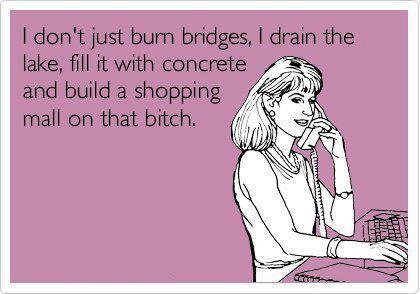 I don't just burn bridges, I drain the
lake, fill it with concrete
and build a shopping
mall on that bitch.